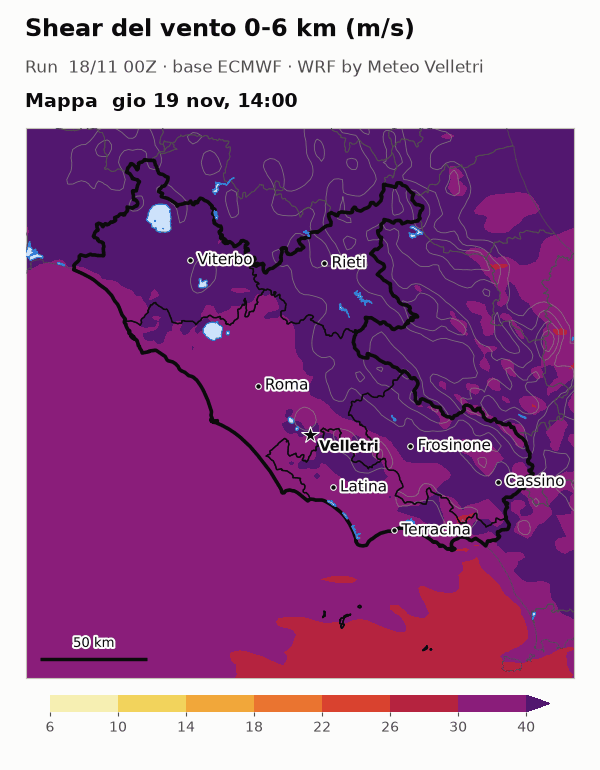 Shear del vento 0-6 km (m/s)
Run 18/11 00Z · base ECMWF · WRF by Meteo Velletri
Mappa gio 19 nov, 14:00
Viterbo
Rieti
Roma
Velletri
Frosinone
Cassino
Latina
Terracina
50 km
6 10 14 18 22 26 30 40